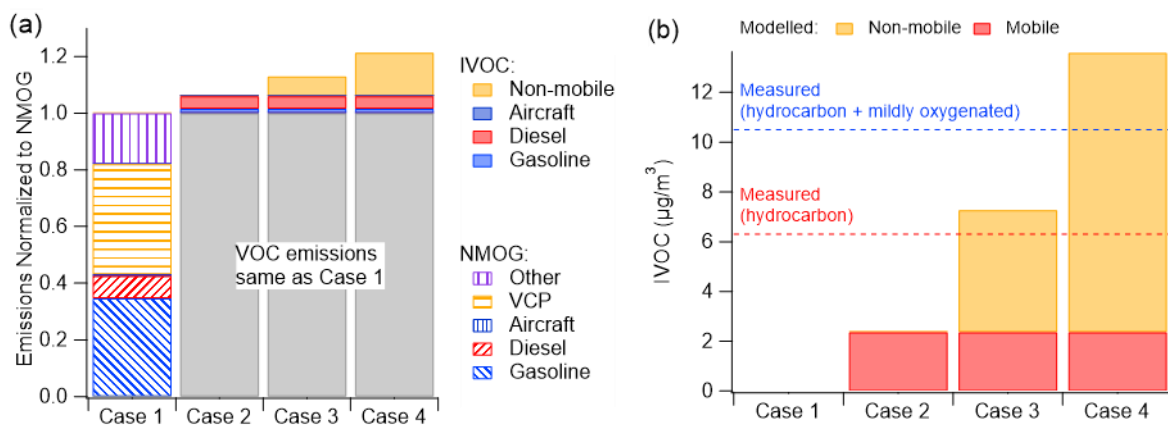 (a)
Emissions Normalized to NMOG
1.2
1.0
0.8
0.6
0.4
0.2
0.0
VOC emissions
same as Case 1
Case 1
Case 2
Case 3
Case 4
IVOC:
Non-mobile
Aircraft
Diesel
Gasoline
NMOG:
Other
VCP
Aircraft
Diesel
Gasoline
(b)
Modelled: Non-mobile Mobile
IVOC (µg/m³)
12
10
8
6
4
2
0
Measured
(hydrocarbon + mildly oxygenated)
Measured
(hydrocarbon)
Case 1
Case 2
Case 3
Case 4